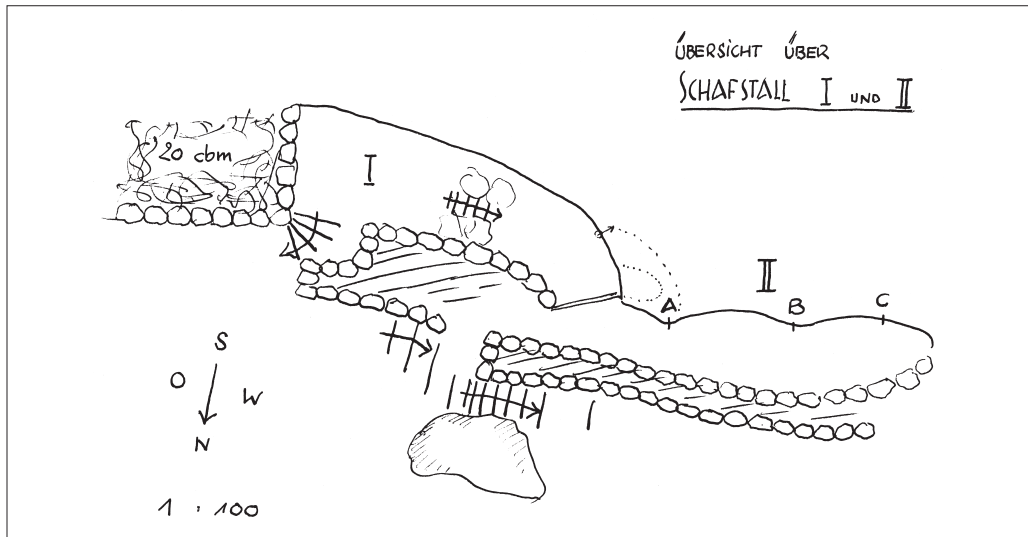 ÜBERSICHT ÜBER
SCHAFSTALL I UND II
20 cbm
I
II
A
B
C
S
O
W
N
1 : 100